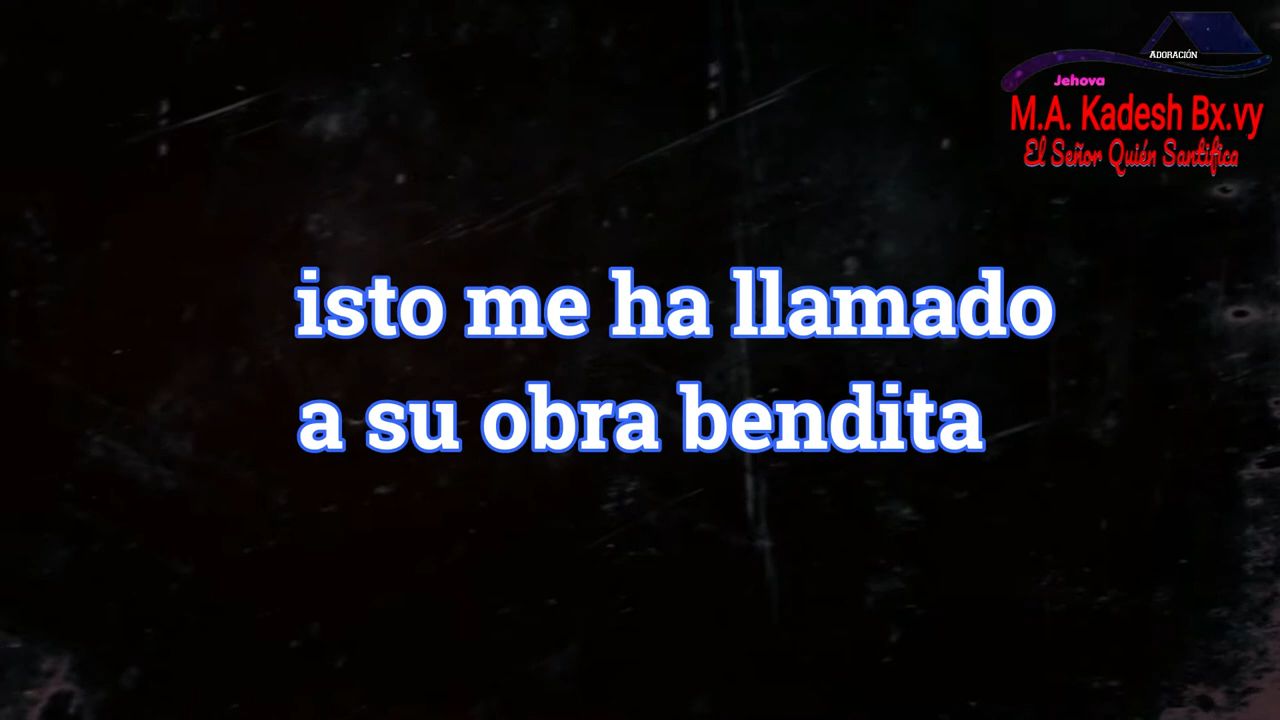 ADORACIÓN
Jehova
M.A. Kadesh Bx.vy
El Señor Quién Santifica
isto me ha llamado
a su obra bendita